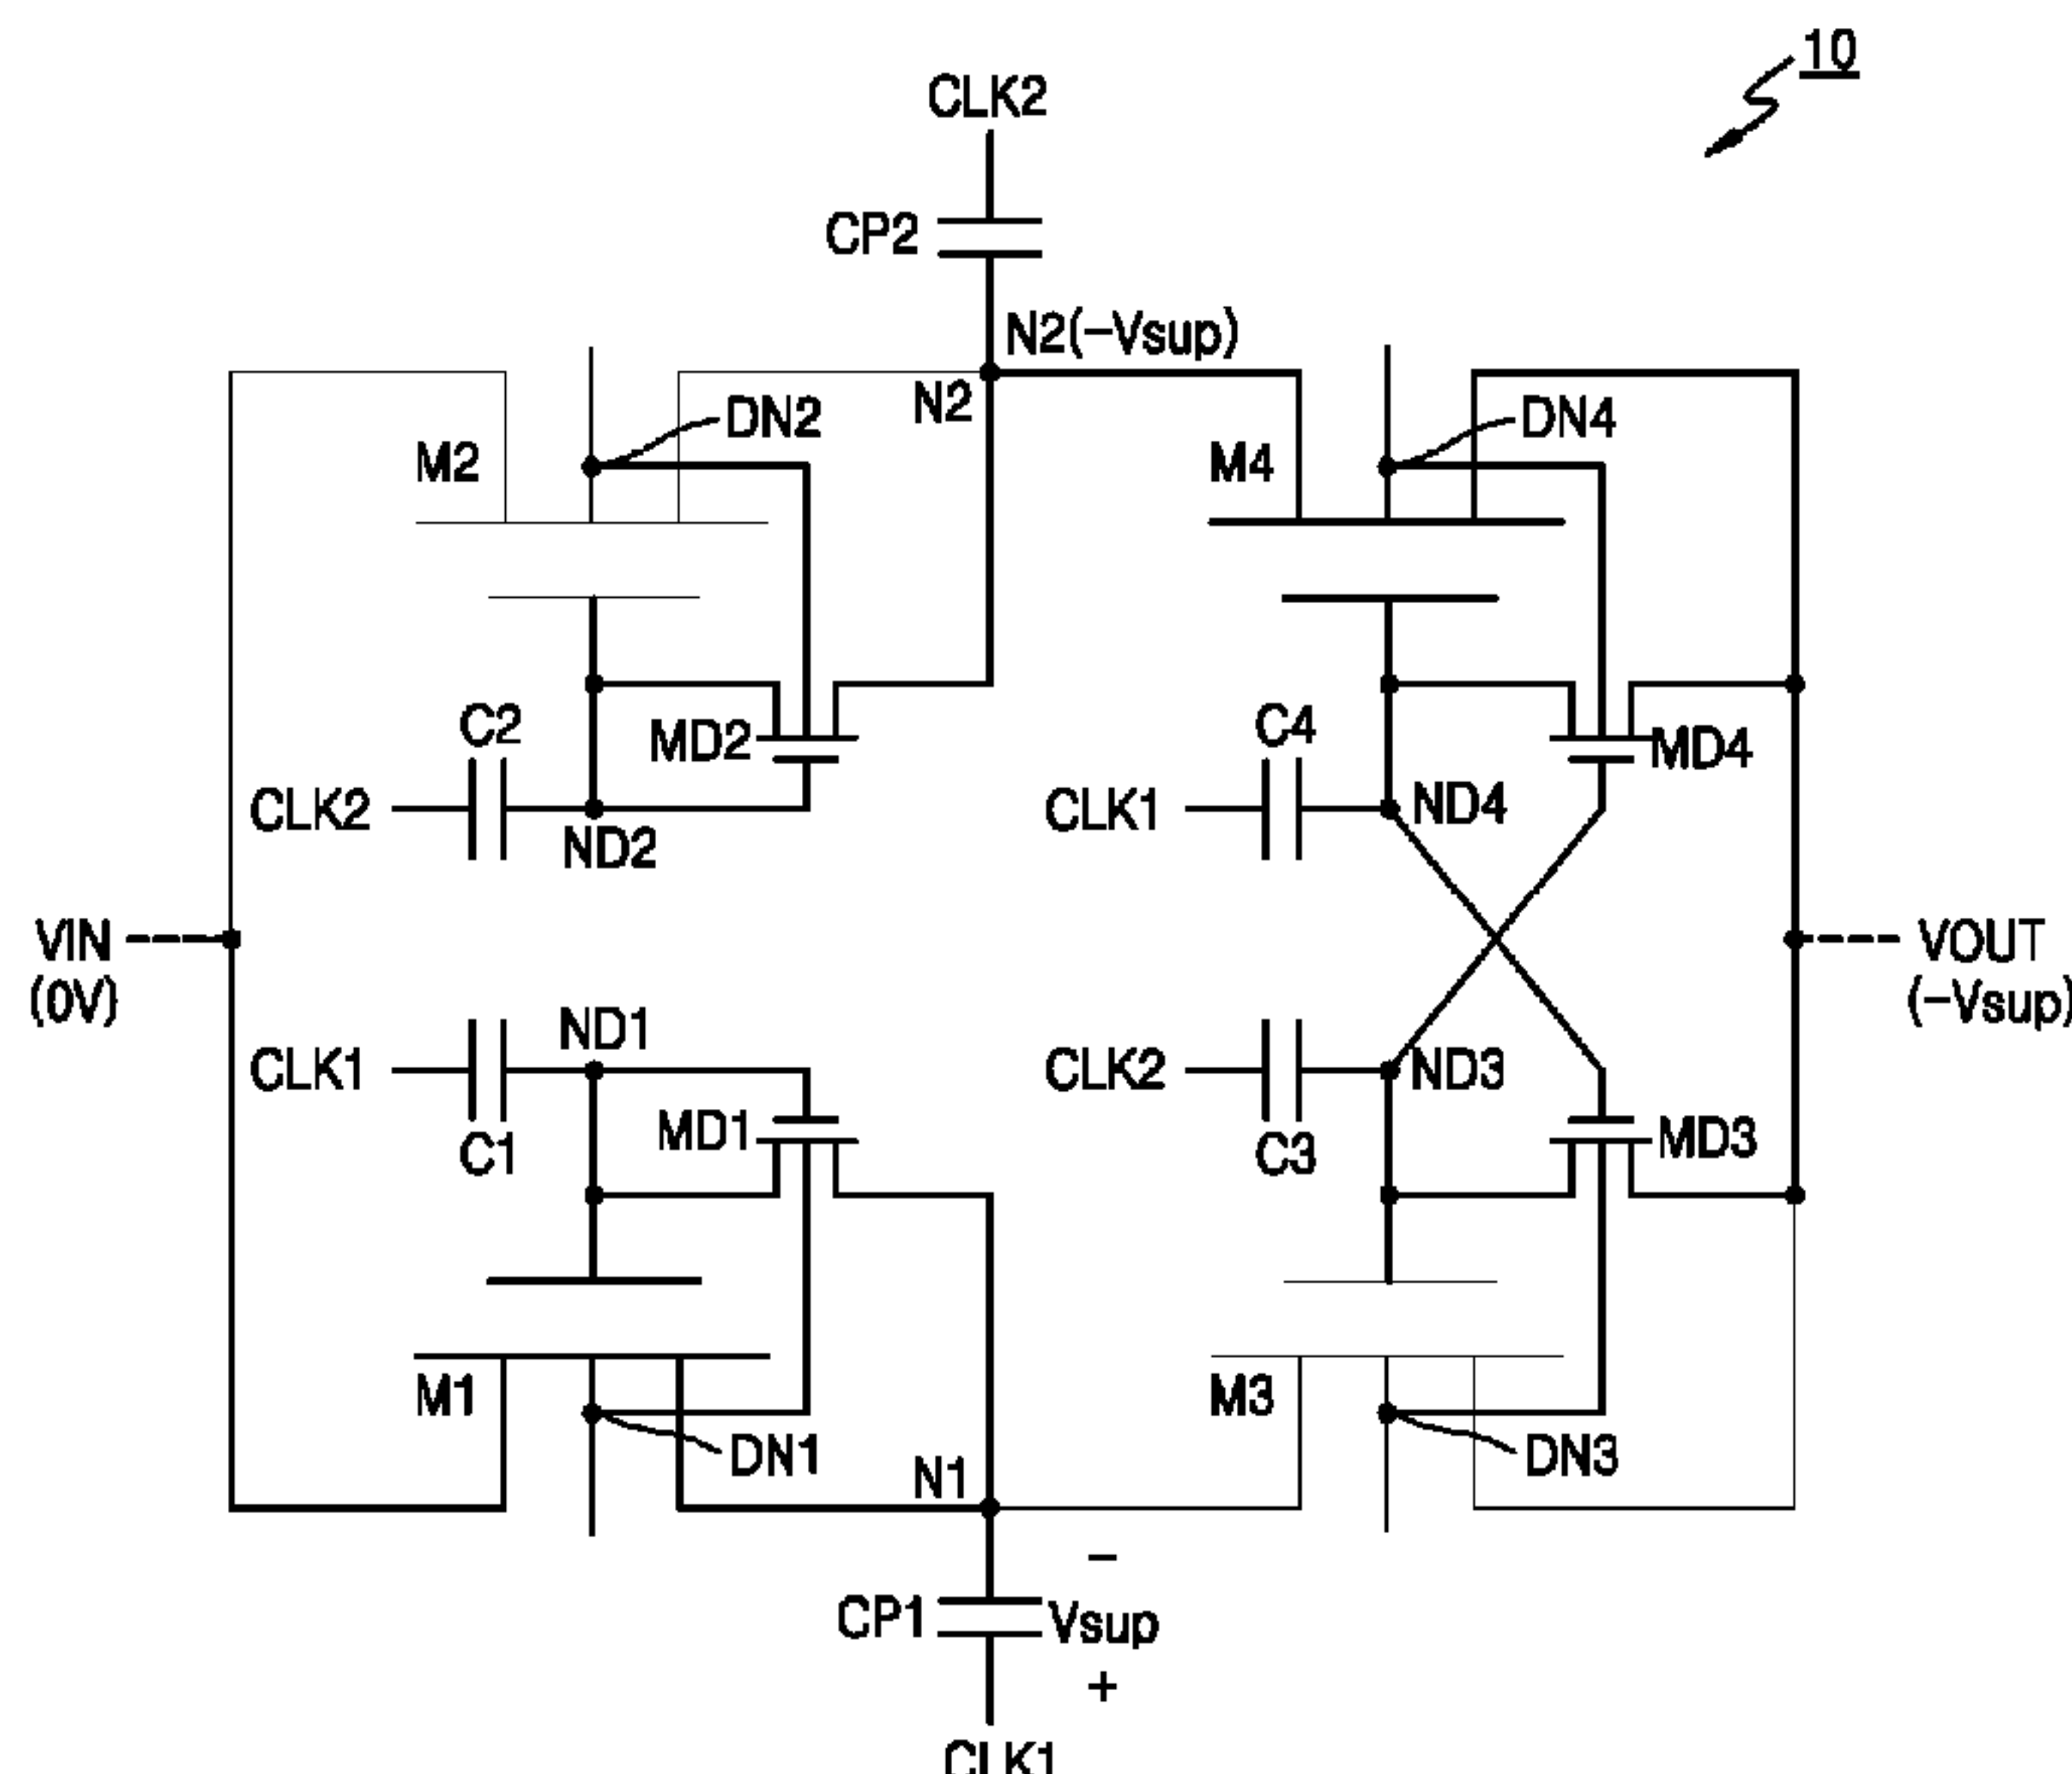 10
CLK2
CP2
N2(-Vsup)
N2
DN2
DN4
M2
M4
C2
MD2
C4
MD4
CLK2
ND2
CLK1
ND4
VIN
(0V)
VOUT
(-Vsup)
CLK1
ND1
CLK2
ND3
C1
MD1
C3
MD3
M1
DN1
N1
M3
DN3
-
CP1
Vsup
+
CLK1